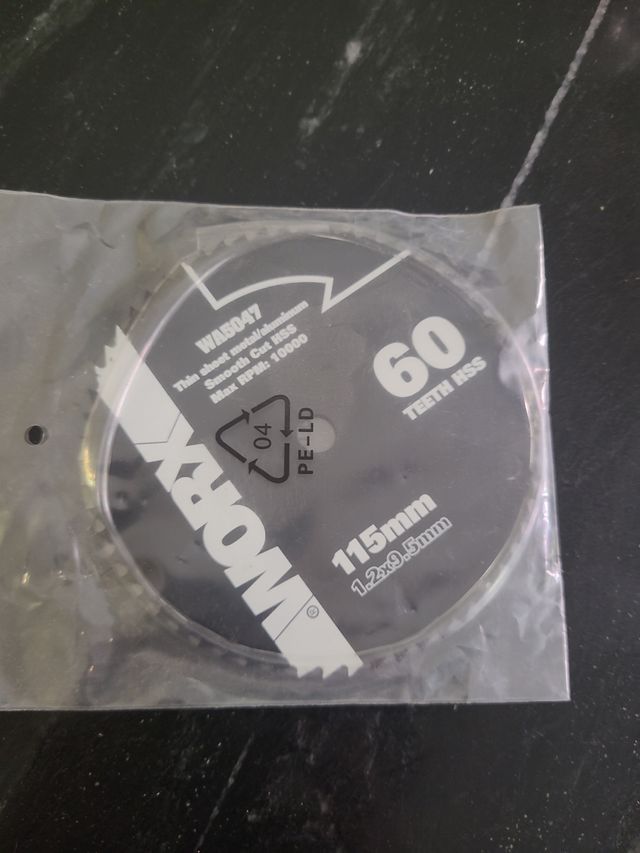 WA5047
Thin sheet metal/aluminum
Smooth Cut HSS
Max RPM: 10000
60
TEETH HSS
04
PE-LD
WORX®
115mm
1.2x9.5mm